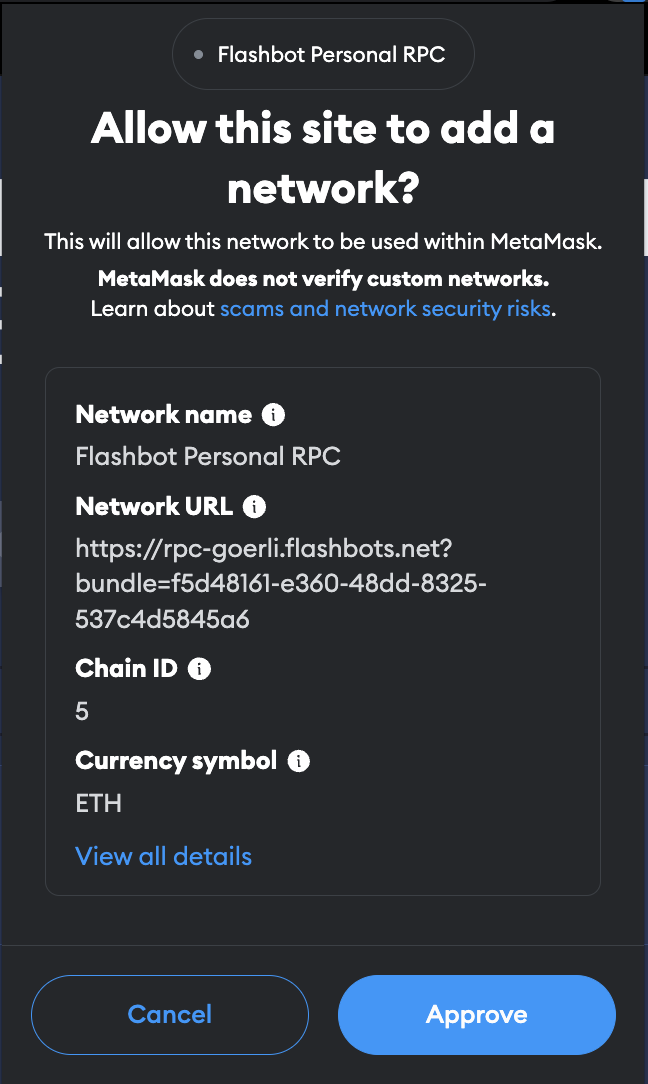 Flashbot Personal RPC
Allow this site to add a
network?
This will allow this network to be used within MetaMask.
MetaMask does not verify custom networks.
Learn about scams and network security risks.
Network name
Flashbot Personal RPC
Network URL
https://rpc-goerli.flashbots.net?
bundle=f5d48161-e360-48dd-8325-
537c4d5845a6
Chain ID
5
Currency symbol
ETH
View all details
Cancel
Approve